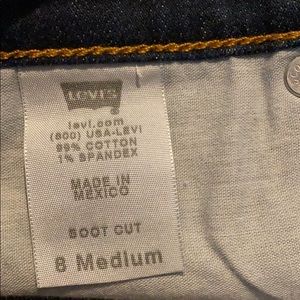 LEVI'S
levi.com
(800) USA-LEVI
99% COTTON
1% SPANDEX
MADE IN
MEXICO
BOOT CUT
8 Medium